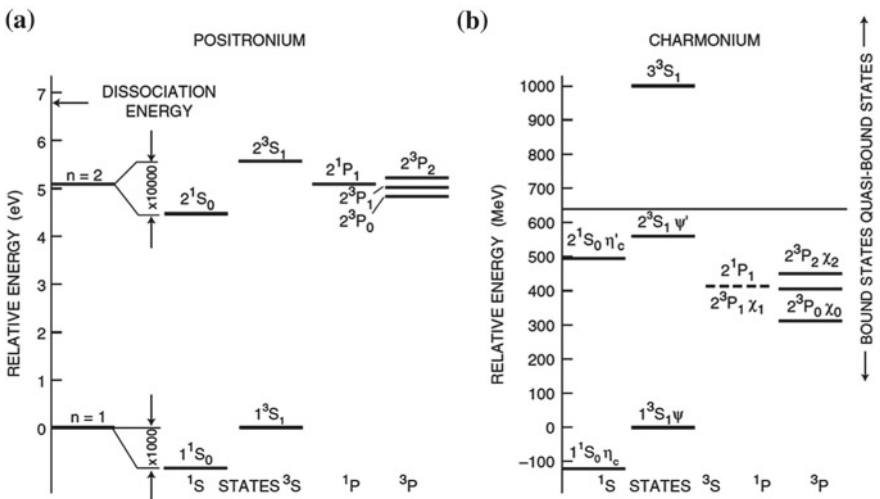 (a)
POSITRONIUM
DISSOCIATION
ENERGY
RELATIVE ENERGY (eV)
7
6
5
4
3
2
1
0
n = 2
x10000
2¹S₀
2³S₁
2¹P₁
2³P₂
2³P₁
2³P₀
n = 1
x1000
1¹S₀
1³S₁
¹S STATES ³S ¹P ³P
(b)
CHARMONIUM
RELATIVE ENERGY (MeV)
1000
900
800
700
600
500
400
300
200
100
0
−100
3³S₁
2¹S₀ η'c
2³S₁ ψ'
2¹P₁
2³P₁ χ₁
2³P₂ χ₂
2³P₀ χ₀
1³S₁ ψ
1¹S₀ ηc
¹S STATES ³S ¹P ³P
BOUND STATES QUASI-BOUND STATES